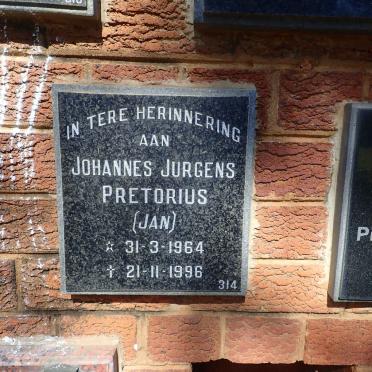 IN TERE HERINNERING
AAN
JOHANNES JURGENS
PRETORIUS
(JAN)
☆ 31-3-1964
✝ 21-11-1996
314
P